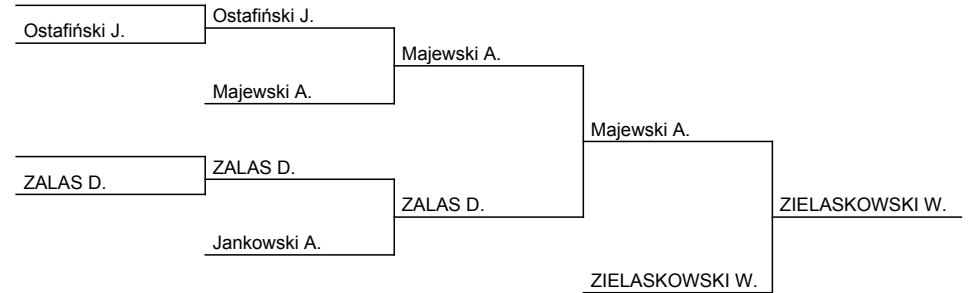 Ostafiński J.
Ostafiński J.
Majewski A.
Majewski A.
Majewski A.
ZALAS D.
ZALAS D.
ZALAS D.
ZIELASKOWSKI W.
Jankowski A.
ZIELASKOWSKI W.